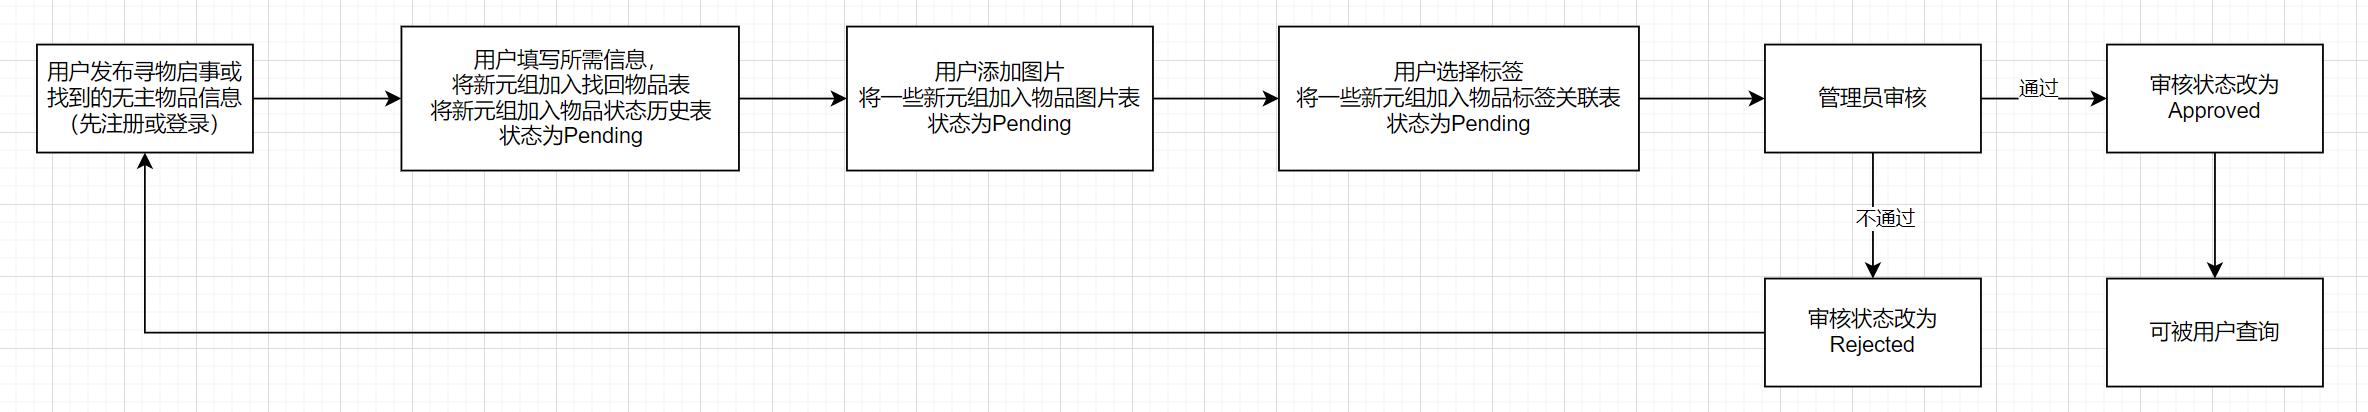 用户发布寻物启事或
找到的无主物品信息
（先注册或登录）
用户填写所需信息，
将新元组加入找回物品表
将新元组加入物品状态历史表
状态为Pending
用户添加图片
将一些新元组加入物品图片表
状态为Pending
用户选择标签
将一些新元组加入物品标签关联表
状态为Pending
管理员审核
通过
审核状态改为
Approved
不通过
审核状态改为
Rejected
可被用户查询